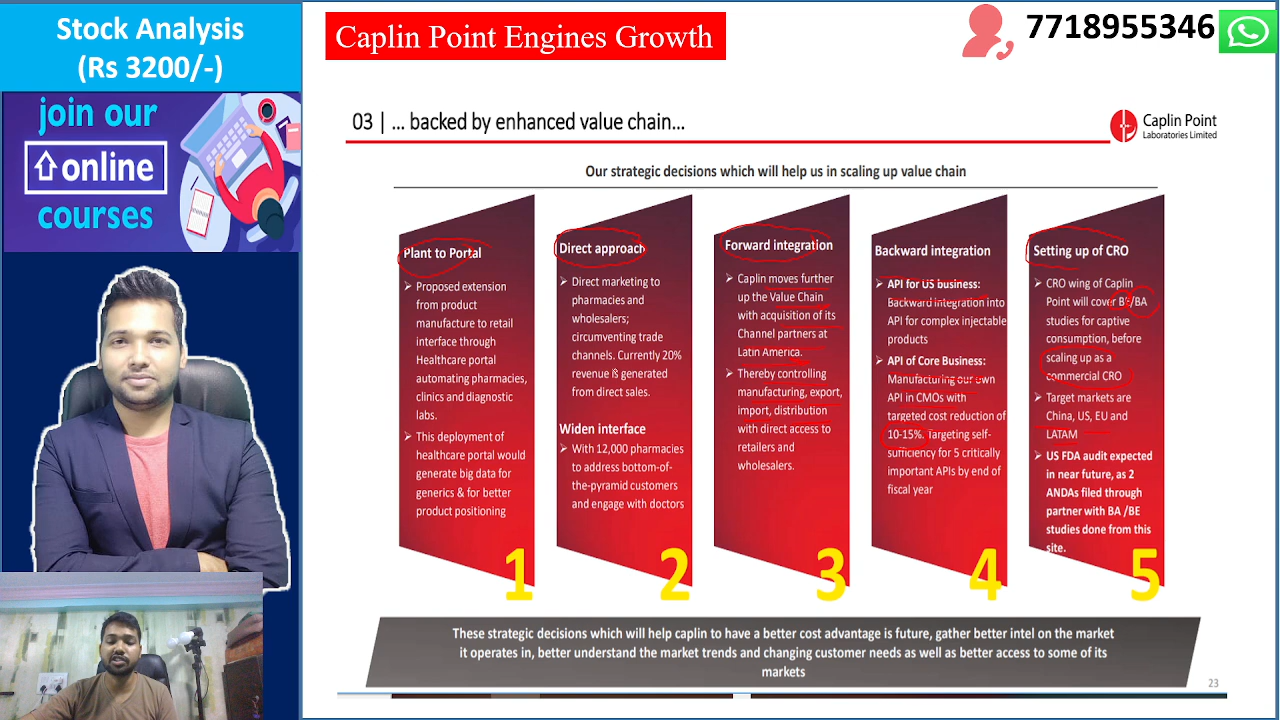 Stock Analysis
(Rs 3200/-)
join our
online
courses
Caplin Point Engines Growth
7718955346
03 | ... backed by enhanced value chain...
Caplin Point
Laboratories Limited
Our strategic decisions which will help us in scaling up value chain
Plant to Portal
Proposed extension
from product
manufacture to retail
interface through
Healthcare portal
automating pharmacies,
clinics and diagnostic
labs.
This deployment of
healthcare portal would
generate big data for
generics & for better
product positioning
1
Direct approach
Direct marketing to
pharmacies and
wholesalers;
circumventing trade
channels. Currently 20%
revenue is generated
from direct sales.
Widen interface
With 12,000 pharmacies
to address bottom-of-
the-pyramid customers
and engage with doctors
2
Forward integration
Caplin moves further
up the Value Chain
with acquisition of its
Channel partners at
Latin America.
Thereby controlling
manufacturing, export,
import, distribution
with direct access to
retailers and
wholesalers.
3
Backward integration
API for US business:
Backward integration into
API for complex injectable
products
API of Core Business:
Manufacturing our own
API in CMOs with
targeted cost reduction of
10-15%. Targeting self-
sufficiency for 5 critically
important APIs by end of
fiscal year
4
Setting up of CRO
CRO wing of Caplin
Point will cover BE/BA
studies for captive
consumption, before
scaling up as a
commercial CRO
Target markets are
China, US, EU and
LATAM
US FDA audit expected
in near future, as 2
ANDAs filed through
partner with BA /BE
studies done from this
site.
5
These strategic decisions which will help caplin to have a better cost advantage is future, gather better intel on the market
it operates in, better understand the market trends and changing customer needs as well as better access to some of its
markets
23